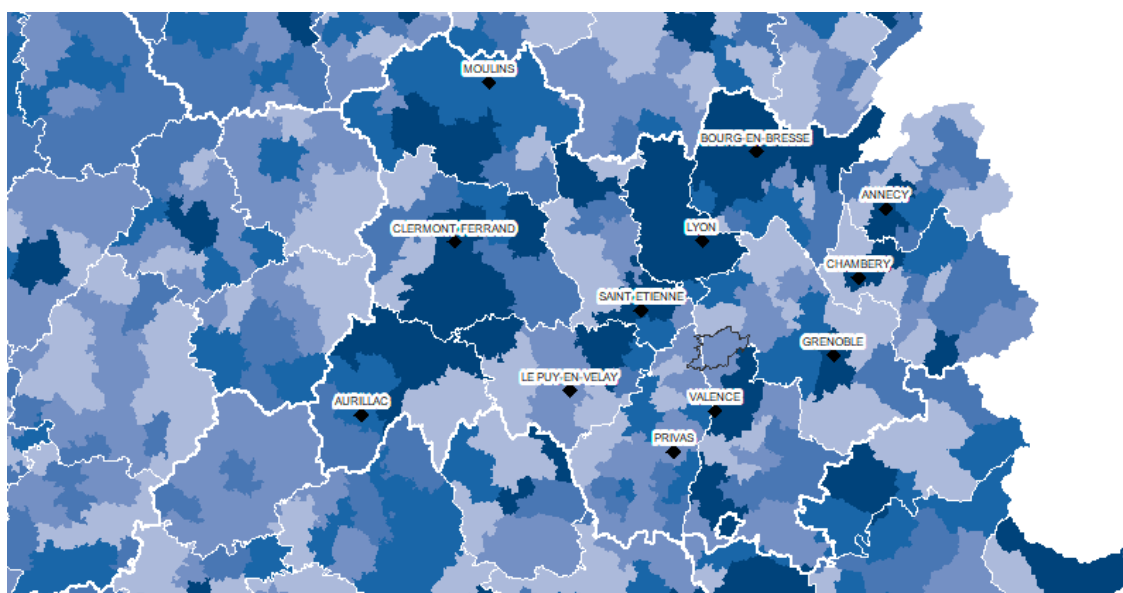 MOULINS
BOURG-EN-BRESSE
ANNECY
CLERMONT-FERRAND
LYON
CHAMBERY
SAINT-ETIENNE
GRENOBLE
LE PUY-EN-VELAY
AURILLAC
VALENCE
PRIVAS